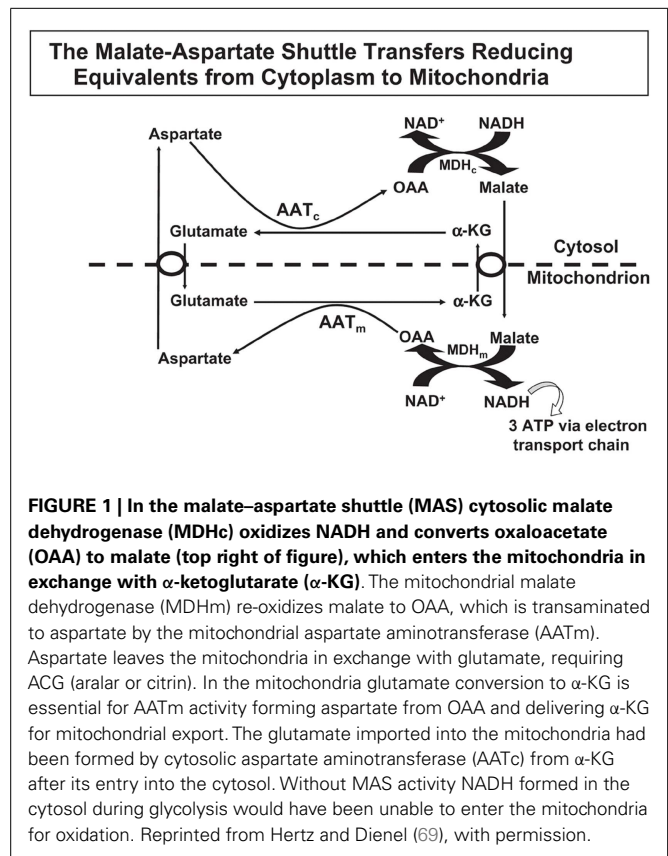 The Malate-Aspartate Shuttle Transfers Reducing
Equivalents from Cytoplasm to Mitochondria
NAD⁺ NADH
Aspartate
MDHc
OAA Malate
AATc
Glutamate α-KG
Cytosol
Mitochondrion
Glutamate α-KG
AATm
OAA Malate
MDHm
Aspartate
NAD⁺ NADH
3 ATP via electron
transport chain
FIGURE 1 | In the malate–aspartate shuttle (MAS) cytosolic malate
dehydrogenase (MDHc) oxidizes NADH and converts oxaloacetate
(OAA) to malate (top right of figure), which enters the mitochondria in
exchange with α-ketoglutarate (α-KG). The mitochondrial malate
dehydrogenase (MDHm) re-oxidizes malate to OAA, which is transaminated
to aspartate by the mitochondrial aspartate aminotransferase (AATm).
Aspartate leaves the mitochondria in exchange with glutamate, requiring
ACG (aralar or citrin). In the mitochondria glutamate conversion to α-KG is
essential for AATm activity forming aspartate from OAA and delivering α-KG
for mitochondrial export. The glutamate imported into the mitochondria had
been formed by cytosolic aspartate aminotransferase (AATc) from α-KG
after its entry into the cytosol. Without MAS activity NADH formed in the
cytosol during glycolysis would have been unable to enter the mitochondria
for oxidation. Reprinted from Hertz and Dienel (69), with permission.